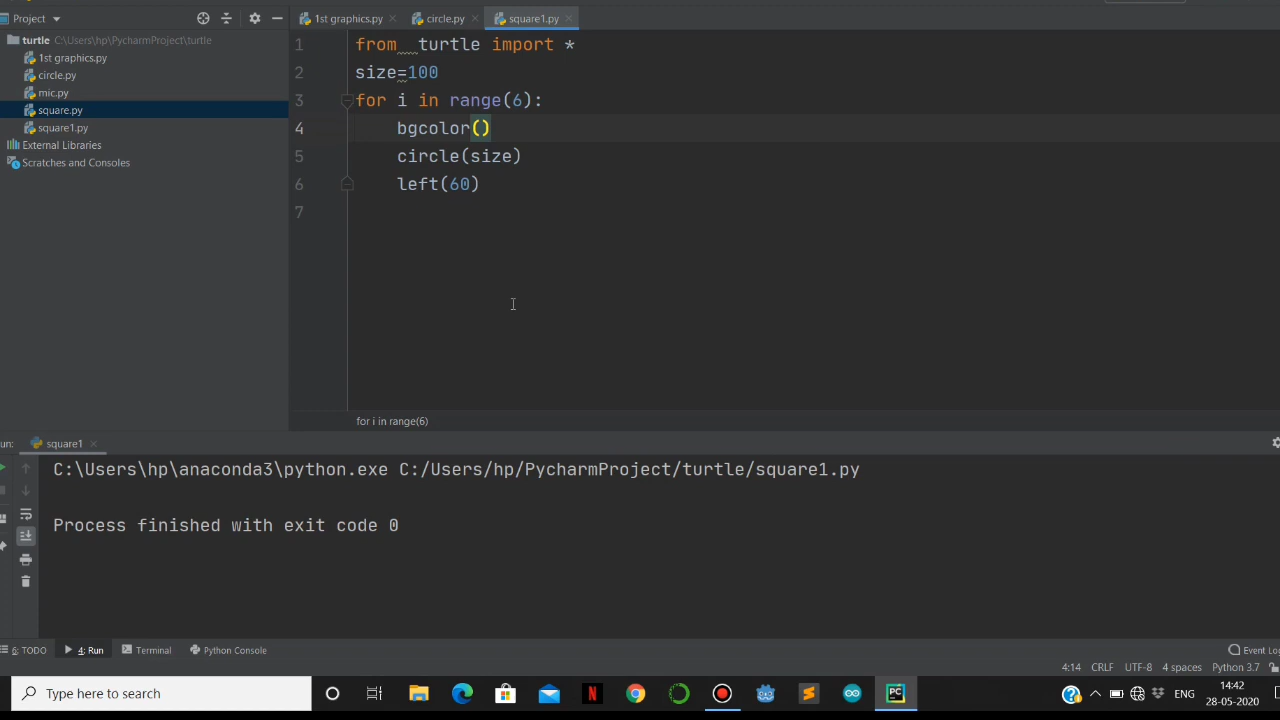 Project
1st graphics.py
circle.py
square1.py
turtle C:\Users\hp\PycharmProject\turtle
1st graphics.py
circle.py
mic.py
square.py
square1.py
External Libraries
Scratches and Consoles
1 from  turtle import *
2 size=100
3 for i in range(6):
4 bgcolor()
5 circle(size)
6 left(60)
7
for i in range(6)
un: square1
C:\Users\hp\anaconda3\python.exe C:/Users/hp/PycharmProject/turtle/square1.py
Process finished with exit code 0
6: TODO 4: Run Terminal Python Console Event Log
4:14 CRLF UTF-8 4 spaces Python 3.7
Type here to search
ENG
14:42
28-05-2020